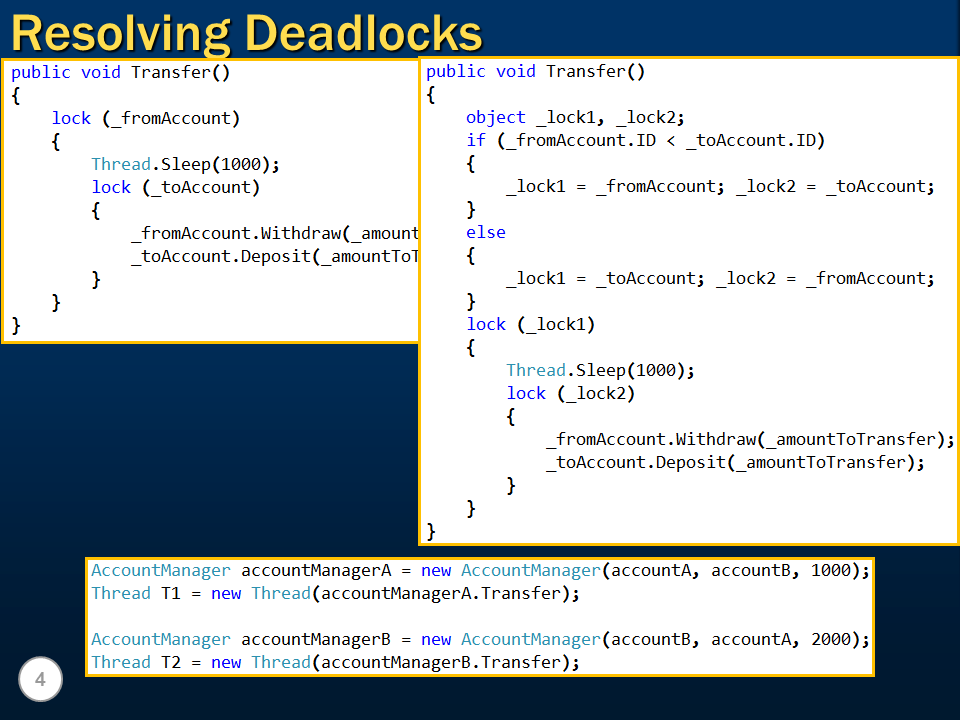 Resolving Deadlocks
public void Transfer()
{
    lock (_fromAccount)
    {
        Thread.Sleep(1000);
        lock (_toAccount)
        {
            _fromAccount.Withdraw(_amount
            _toAccount.Deposit(_amountToT
        }
    }
}
public void Transfer()
{
    object _lock1, _lock2;
    if (_fromAccount.ID < _toAccount.ID)
    {
        _lock1 = _fromAccount; _lock2 = _toAccount;
    }
    else
    {
        _lock1 = _toAccount; _lock2 = _fromAccount;
    }
    lock (_lock1)
    {
        Thread.Sleep(1000);
        lock (_lock2)
        {
            _fromAccount.Withdraw(_amountToTransfer);
            _toAccount.Deposit(_amountToTransfer);
        }
    }
}
AccountManager accountManagerA = new AccountManager(accountA, accountB, 1000);
Thread T1 = new Thread(accountManagerA.Transfer);
AccountManager accountManagerB = new AccountManager(accountB, accountA, 2000);
Thread T2 = new Thread(accountManagerB.Transfer);
4